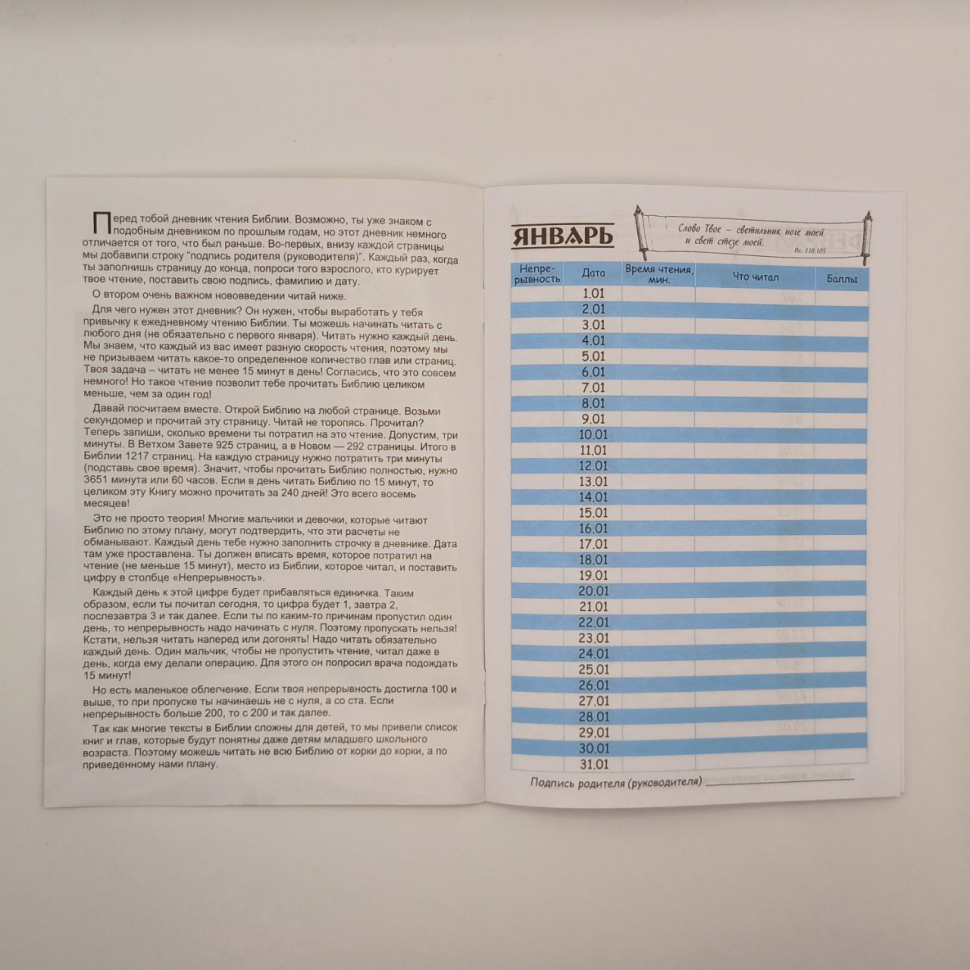 Перед тобой дневник чтения Библии. Возможно, ты уже знаком с
подобным дневником по прошлым годам, но этот дневник немного
отличается от того, что был раньше. Во-первых, внизу каждой страницы
мы добавили строку "подпись родителя (руководителя)". Каждый раз, когда
ты заполнишь страницу до конца, попроси того взрослого, кто курирует
твое чтение, поставить свою подпись, фамилию и дату.
О втором очень важном нововведении читай ниже.
Для чего нужен этот дневник? Он нужен, чтобы выработать у тебя
привычку к ежедневному чтению Библии. Ты можешь начинать читать с
любого дня (не обязательно с первого января). Читать нужно каждый день.
Мы знаем, что каждый из вас имеет разную скорость чтения, поэтому мы
не призываем читать какое-то определенное количество глав или страниц.
Твоя задача – читать не менее 15 минут в день! Согласись, что это совсем
немного! Но такое чтение позволит тебе прочитать Библию целиком
меньше, чем за один год!
Давай посчитаем вместе. Открой Библию на любой странице. Возьми
секундомер и прочитай эту страницу. Читай не торопясь. Прочитал?
Теперь запиши, сколько времени ты потратил на это чтение. Допустим, три
минуты. В Ветхом Завете 925 страниц, а в Новом — 292 страницы. Итого в
Библии 1217 страниц. На каждую страницу нужно потратить три минуты
(подставь свое время). Значит, чтобы прочитать Библию полностью, нужно
3651 минута или 60 часов. Если в день читать Библию по 15 минут, то
целиком эту Книгу можно прочитать за 240 дней! Это всего восемь
месяцев!
Это не просто теория! Многие мальчики и девочки, которые читают
Библию по этому плану, могут подтвердить, что эти расчеты не
обманывают. Каждый день тебе нужно заполнить строчку в дневнике. Дата
там уже проставлена. Ты должен вписать время, которое потратил на
чтение (не меньше 15 минут), место из Библии, которое читал, и поставить
цифру в столбце «Непрерывность».
Каждый день к этой цифре будет прибавляться единичка. Таким
образом, если ты почитал сегодня, то цифра будет 1, завтра 2,
послезавтра 3 и так далее. Если ты по каким-то причинам пропустил один
день, то непрерывность надо начинать с нуля. Поэтому пропускать нельзя!
Кстати, нельзя читать наперед или догонять! Надо читать обязательно
каждый день. Один мальчик, чтобы не пропустить чтение, читал даже в
день, когда ему делали операцию. Для этого он попросил врача подождать
15 минут!
Но есть маленькое облегчение. Если твоя непрерывность достигла 100 и
выше, то при пропуске ты начинаешь не с нуля, а со ста. Если
непрерывность больше 200, то с 200 и так далее.
Так как многие тексты в Библии сложны для детей, то мы привели список
книг и глав, которые будут понятны даже детям младшего школьного
возраста. Поэтому можешь читать не всю Библию от корки до корки, а по
приведенному нами плану.
ЯНВАРЬ
Слово Твое – светильник ноге моей
и свет стезе моей.
Пс. 118:105
Непре-
рывность
Дата
Время чтения,
мин.
Что читал
Баллы
1.01
2.01
3.01
4.01
5.01
6.01
7.01
8.01
9.01
10.01
11.01
12.01
13.01
14.01
15.01
16.01
17.01
18.01
19.01
20.01
21.01
22.01
23.01
24.01
25.01
26.01
27.01
28.01
29.01
30.01
31.01
Подпись родителя (руководителя)